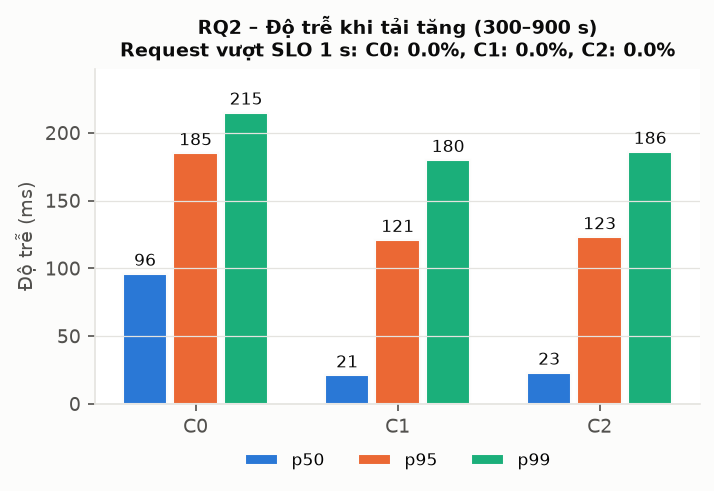 RQ2 – Độ trễ khi tải tăng (300–900 s)
Request vượt SLO 1 s: C0: 0.0%, C1: 0.0%, C2: 0.0%
Độ trễ (ms)
200
150
100
50
0
96
185
215
21
121
180
23
123
186
C0
C1
C2
p50
p95
p99